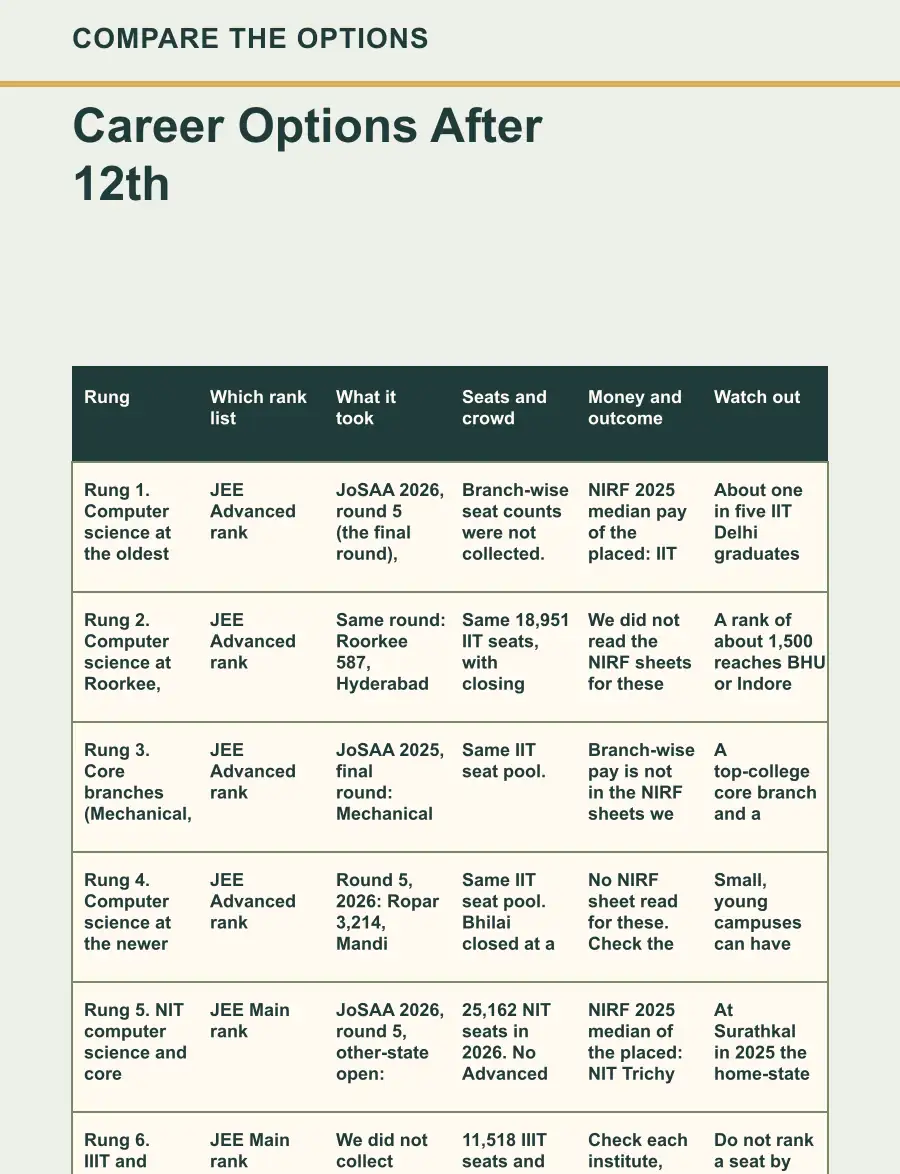 COMPARE THE OPTIONS
Career Options After
12th
Rung
Which rank
list
What it
took
Seats and
crowd
Money and
outcome
Watch out
Rung 1.
Computer
science at
the oldest
JEE
Advanced
rank
JoSAA 2026,
round 5
(the final
round),
Branch-wise
seat counts
were not
collected.
NIRF 2025
median pay
of the
placed: IIT
About one
in five IIT
Delhi
graduates
Rung 2.
Computer
science at
Roorkee,
JEE
Advanced
rank
Same round:
Roorkee
587,
Hyderabad
Same 18,951
IIT seats,
with
closing
We did not
read the
NIRF sheets
for these
A rank of
about 1,500
reaches BHU
or Indore
Rung 3.
Core
branches
(Mechanical,
JEE
Advanced
rank
JoSAA 2025,
final
round:
Mechanical
Same IIT
seat pool.
Branch-wise
pay is not
in the NIRF
sheets we
A
top-college
core branch
and a
Rung 4.
Computer
science at
the newer
JEE
Advanced
rank
Round 5,
2026: Ropar
3,214,
Mandi
Same IIT
seat pool.
Bhilai
closed at a
No NIRF
sheet read
for these.
Check the
Small,
young
campuses
can have
Rung 5. NIT
computer
science and
core
JEE Main
rank
JoSAA 2026,
round 5,
other-state
open:
25,162 NIT
seats in
2026. No
Advanced
NIRF 2025
median of
the placed:
NIT Trichy
At
Surathkal
in 2025 the
home-state
Rung 6.
IIIT and
JEE Main
rank
We did not
collect
11,518 IIIT
seats and
Check each
institute,
Do not rank
a seat by